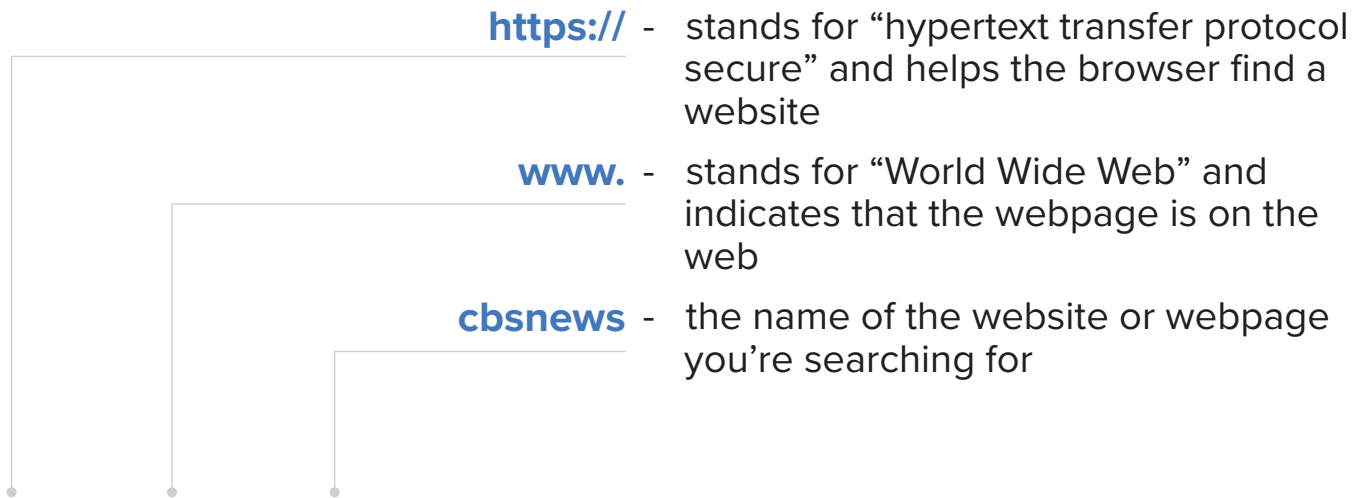 https:// - stands for “hypertext transfer protocol
secure” and helps the browser find a
website
www. - stands for “World Wide Web” and
indicates that the webpage is on the
web
cbsnews - the name of the website or webpage
you’re searching for